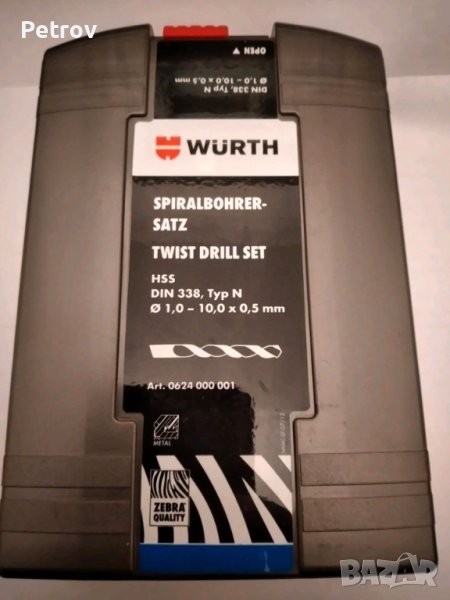 Petrov
OPEN
DIN 338, Typ N
Ø 1,0 – 10,0 x 0,5 mm
WÜRTH
SPIRALBOHRER-
SATZ
TWIST DRILL SET
HSS
DIN 338, Typ N
Ø 1,0 – 10,0 x 0,5 mm
Art. 0624 000 001
METAL
ZEBRA
QUALITY
BAZAR